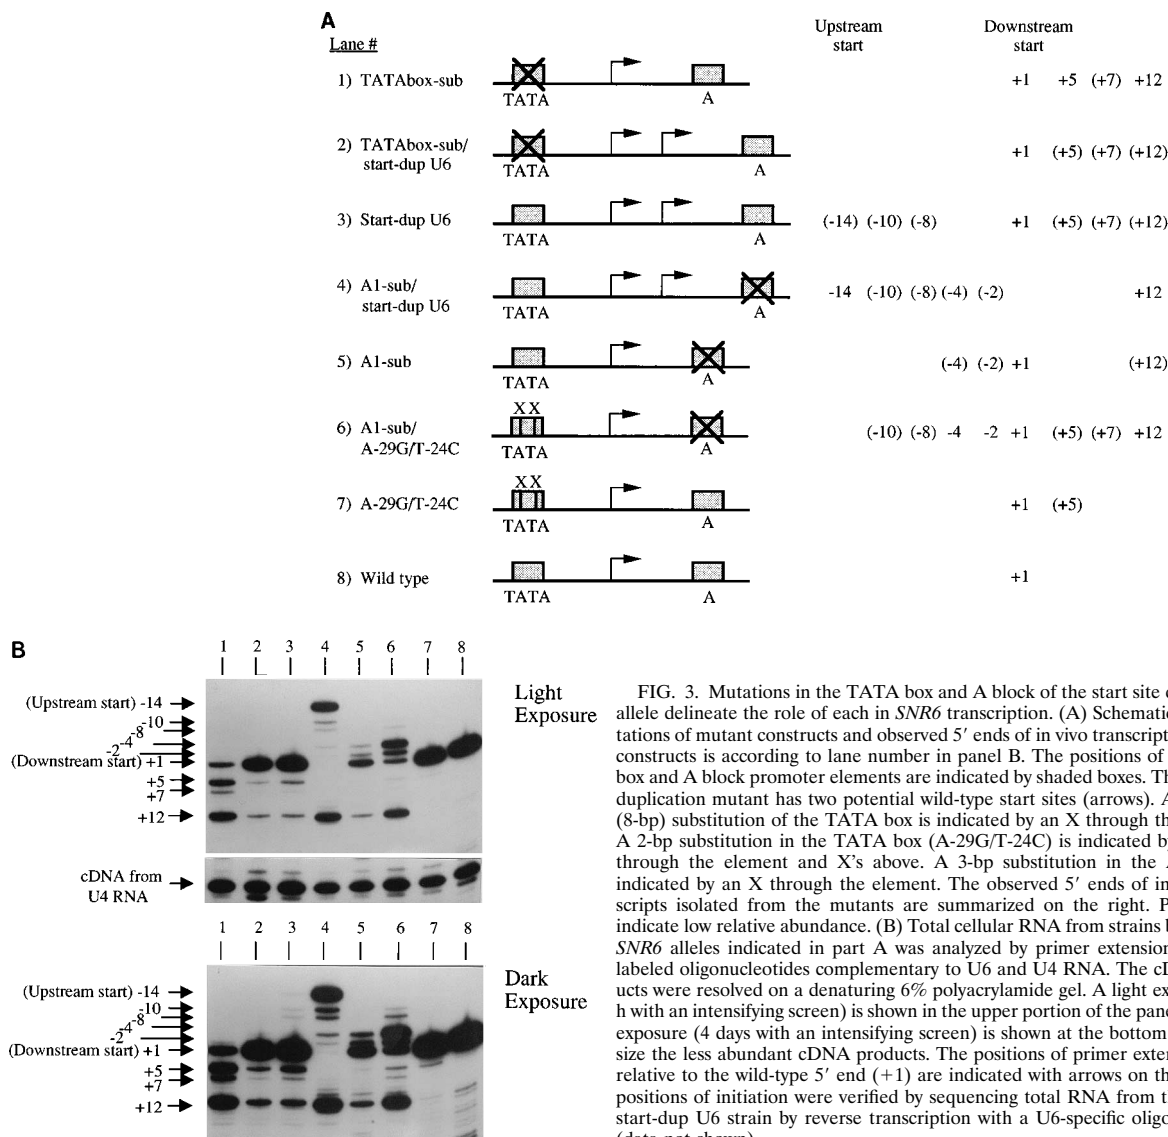 A
Lane #
Upstream start
Downstream start
1) TATAbox-sub
TATA
A
+1 +5 (+7) +12
2) TATAbox-sub/
start-dup U6
TATA
A
+1 (+5) (+7) (+12)
3) Start-dup U6
TATA
A
(-14) (-10) (-8) +1 (+5) (+7) (+12)
4) A1-sub/
start-dup U6
TATA
A
-14 (-10) (-8) (-4) (-2) +12
5) A1-sub
TATA
A
(-4) (-2) +1 (+12)
6) A1-sub/
A-29G/T-24C
X X
TATA
A
(-10) (-8) -4 -2 +1 (+5) (+7) +12
7) A-29G/T-24C
X X
TATA
A
+1 (+5)
8) Wild type
TATA
A
+1
B
1 2 3 4 5 6 7 8
(Upstream start) -14
-10
-8
-4
-2
(Downstream start) +1
+5
+7
+12
Light
Exposure
cDNA from
U4 RNA
1 2 3 4 5 6 7 8
(Upstream start) -14
-10
-8
-4
-2
(Downstream start) +1
+5
+7
+12
Dark
Exposure
FIG. 3. Mutations in the TATA box and A block of the start site
allele delineate the role of each in SNR6 transcription. (A) Schematic
tations of mutant constructs and observed 5′ ends of in vivo transcript
constructs is according to lane number in panel B. The positions of
box and A block promoter elements are indicated by shaded boxes. Th
duplication mutant has two potential wild-type start sites (arrows). A
(8-bp) substitution of the TATA box is indicated by an X through th
A 2-bp substitution in the TATA box (A-29G/T-24C) is indicated by
through the element and X's above. A 3-bp substitution in the
indicated by an X through the element. The observed 5′ ends of in
scripts isolated from the mutants are summarized on the right. P
indicate low relative abundance. (B) Total cellular RNA from strains b
SNR6 alleles indicated in part A was analyzed by primer extension
labeled oligonucleotides complementary to U6 and U4 RNA. The cD
ucts were resolved on a denaturing 6% polyacrylamide gel. A light ex
h with an intensifying screen) is shown in the upper portion of the pane
exposure (4 days with an intensifying screen) is shown at the bottom
size the less abundant cDNA products. The positions of primer exten
relative to the wild-type 5′ end (+1) are indicated with arrows on th
positions of initiation were verified by sequencing total RNA from t
start-dup U6 strain by reverse transcription with a U6-specific oligo
(data not shown)